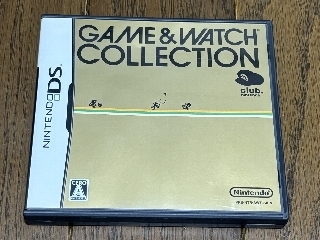 GAME & WATCH
COLLECTION
club.
NINTENDO DS
Nintendo